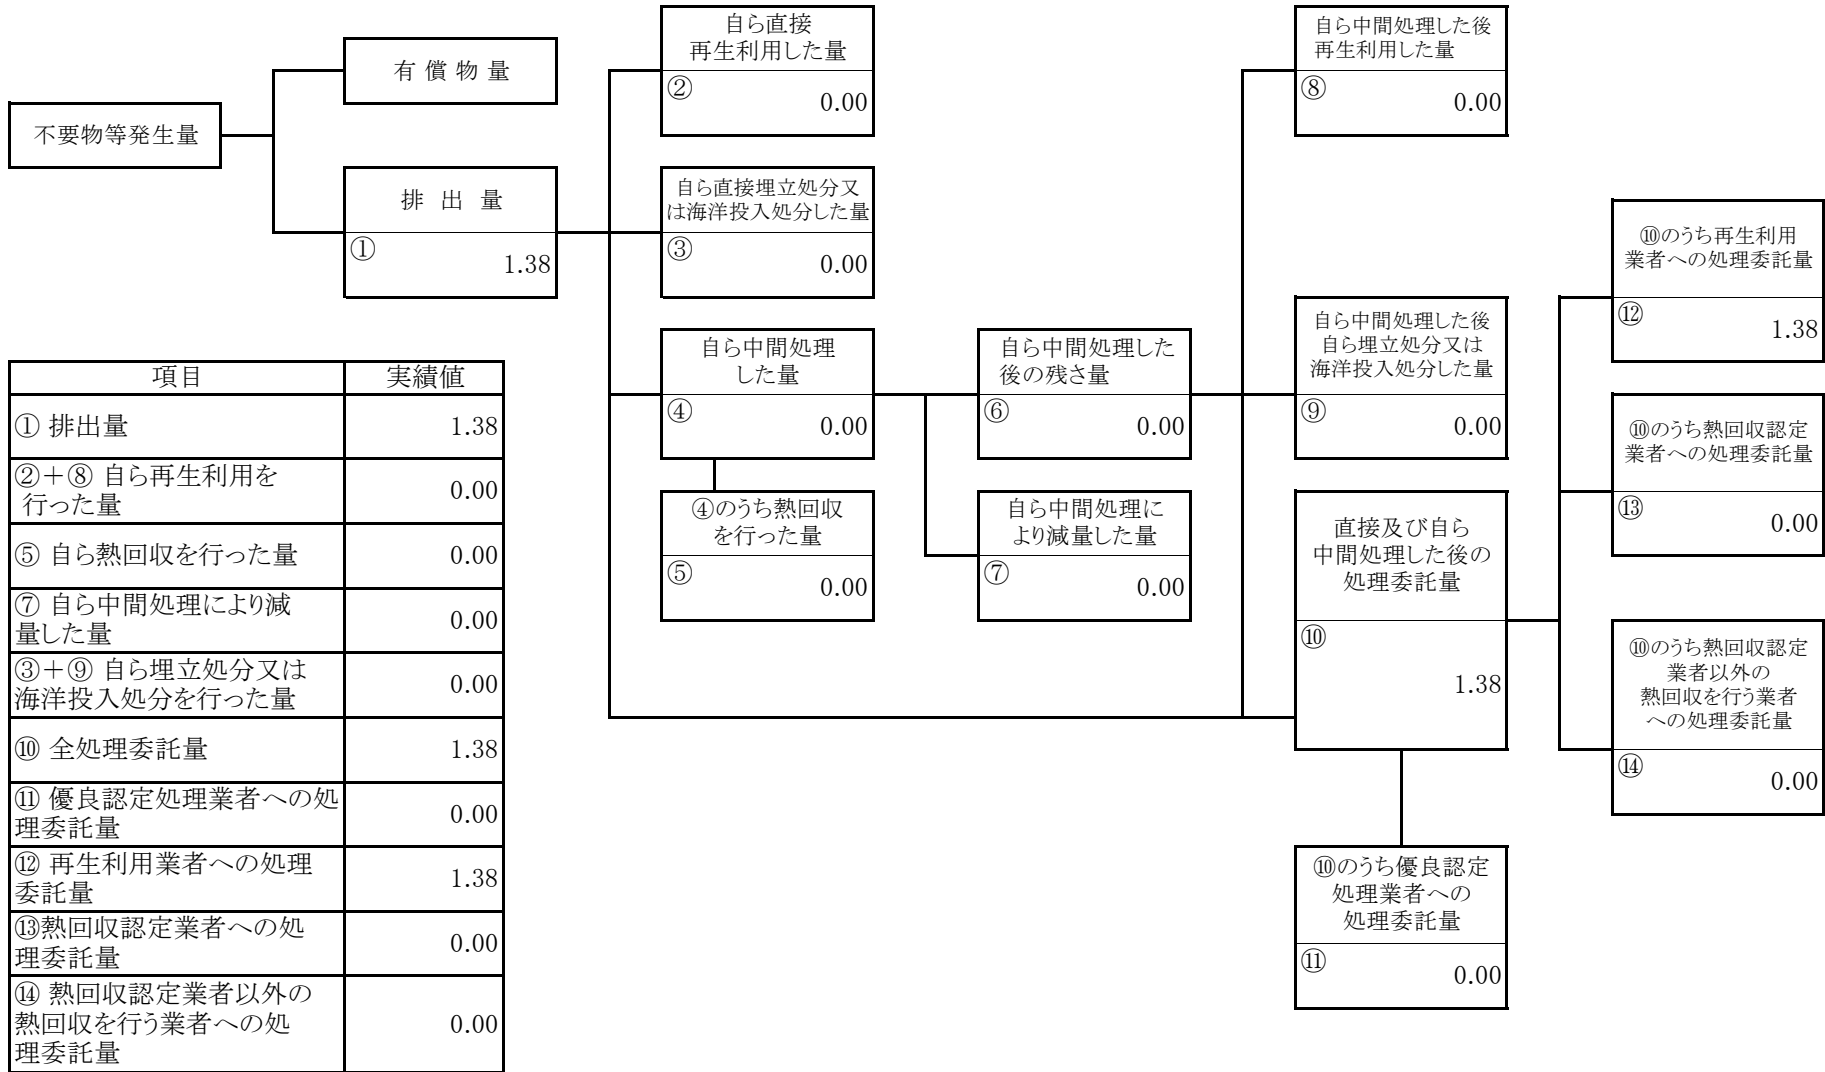 不要物等発生量
有 償 物 量
排 出 量
①
1.38
自ら直接
再生利用した量
②
0.00
自ら直接埋立処分又
は海洋投入処分した量
③
0.00
自ら中間処理
した量
④
0.00
④のうち熱回収
を行った量
⑤
0.00
自ら中間処理した
後の残さ量
⑥
0.00
自ら中間処理に
より減量した量
⑦
0.00
自ら中間処理した後
再生利用した量
⑧
0.00
自ら中間処理した後
自ら埋立処分又は
海洋投入処分した量
⑨
0.00
直接及び自ら
中間処理した後の
処理委託量
⑩
1.38
⑩のうち優良認定
処理業者への
処理委託量
⑪
0.00
⑩のうち再生利用
業者への処理委託量
⑫
1.38
⑩のうち熱回収認定
業者への処理委託量
⑬
0.00
⑩のうち熱回収認定
業者以外の
熱回収を行う業者
への処理委託量
⑭
0.00
項目 実績値
① 排出量 1.38
②+⑧ 自ら再生利用を
行った量 0.00
⑤ 自ら熱回収を行った量 0.00
⑦ 自ら中間処理により減
量した量 0.00
③+⑨ 自ら埋立処分又は
海洋投入処分を行った量 0.00
⑩ 全処理委託量 1.38
⑪ 優良認定処理業者への処
理委託量 0.00
⑫ 再生利用業者への処理
委託量 1.38
⑬熱回収認定業者への処
理委託量 0.00
⑭ 熱回収認定業者以外の
熱回収を行う業者への処
理委託量 0.00